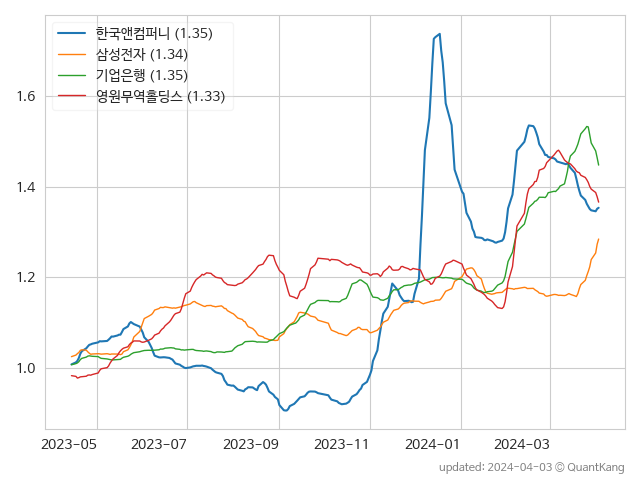 한국앤컴퍼니 (1.35)
삼성전자 (1.34)
기업은행 (1.35)
영원무역홀딩스 (1.33)
1.6
1.4
1.2
1.0
2023-05 2023-07 2023-09 2023-11 2024-01 2024-03
updated: 2024-04-03 © QuantKang